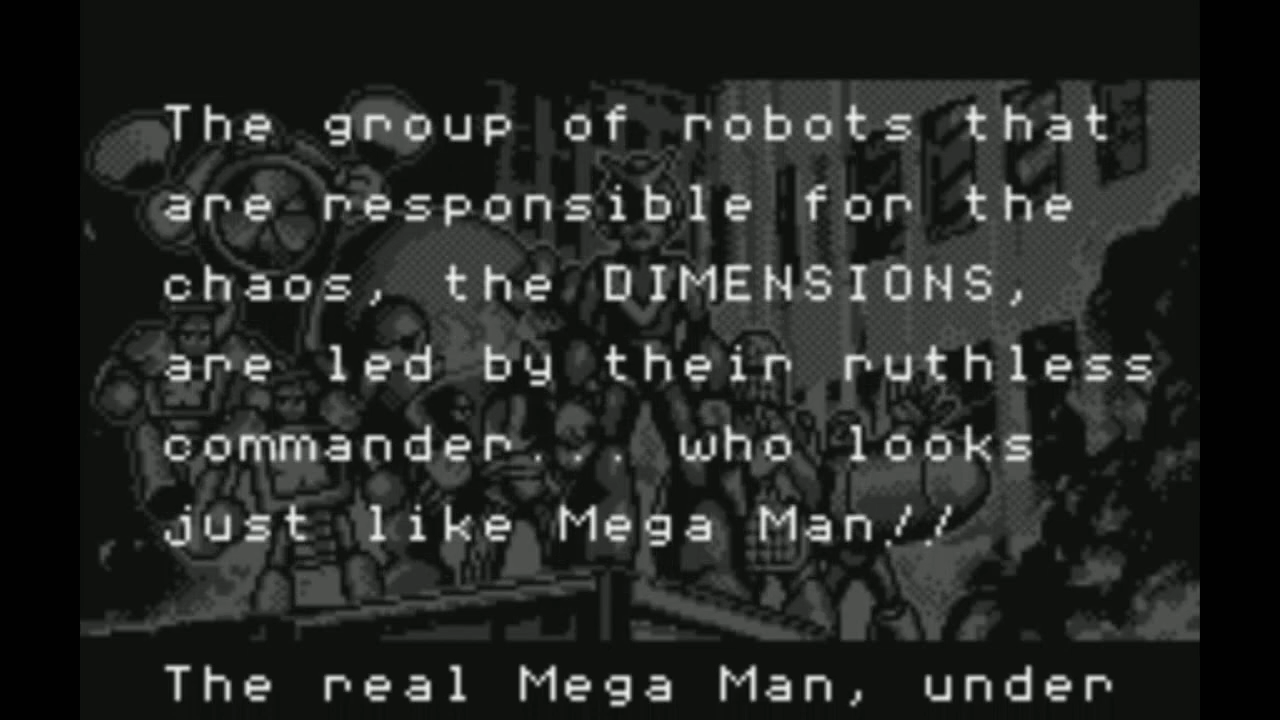 The group of robots that
are responsible for the
chaos, the DIMENSIONS,
are led by their ruthless
commander... who looks
just like Mega Man!!
The real Mega Man, under